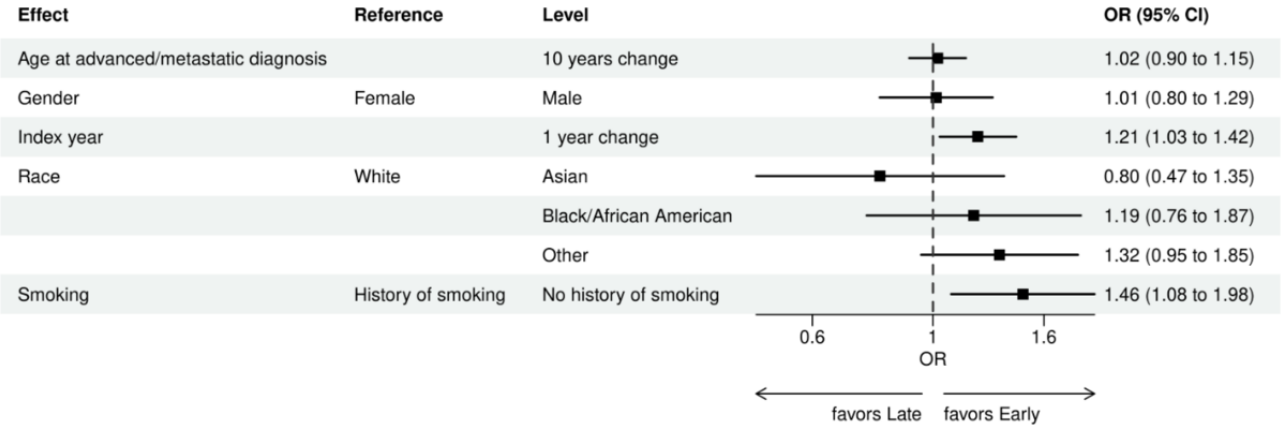 Effect Reference Level OR (95% CI)
Age at advanced/metastatic diagnosis 10 years change 1.02 (0.90 to 1.15)
Gender Female Male 1.01 (0.80 to 1.29)
Index year 1 year change 1.21 (1.03 to 1.42)
Race White Asian 0.80 (0.47 to 1.35)
Black/African American 1.19 (0.76 to 1.87)
Other 1.32 (0.95 to 1.85)
Smoking History of smoking No history of smoking 1.46 (1.08 to 1.98)
0.6 1 1.6
OR
favors Late favors Early